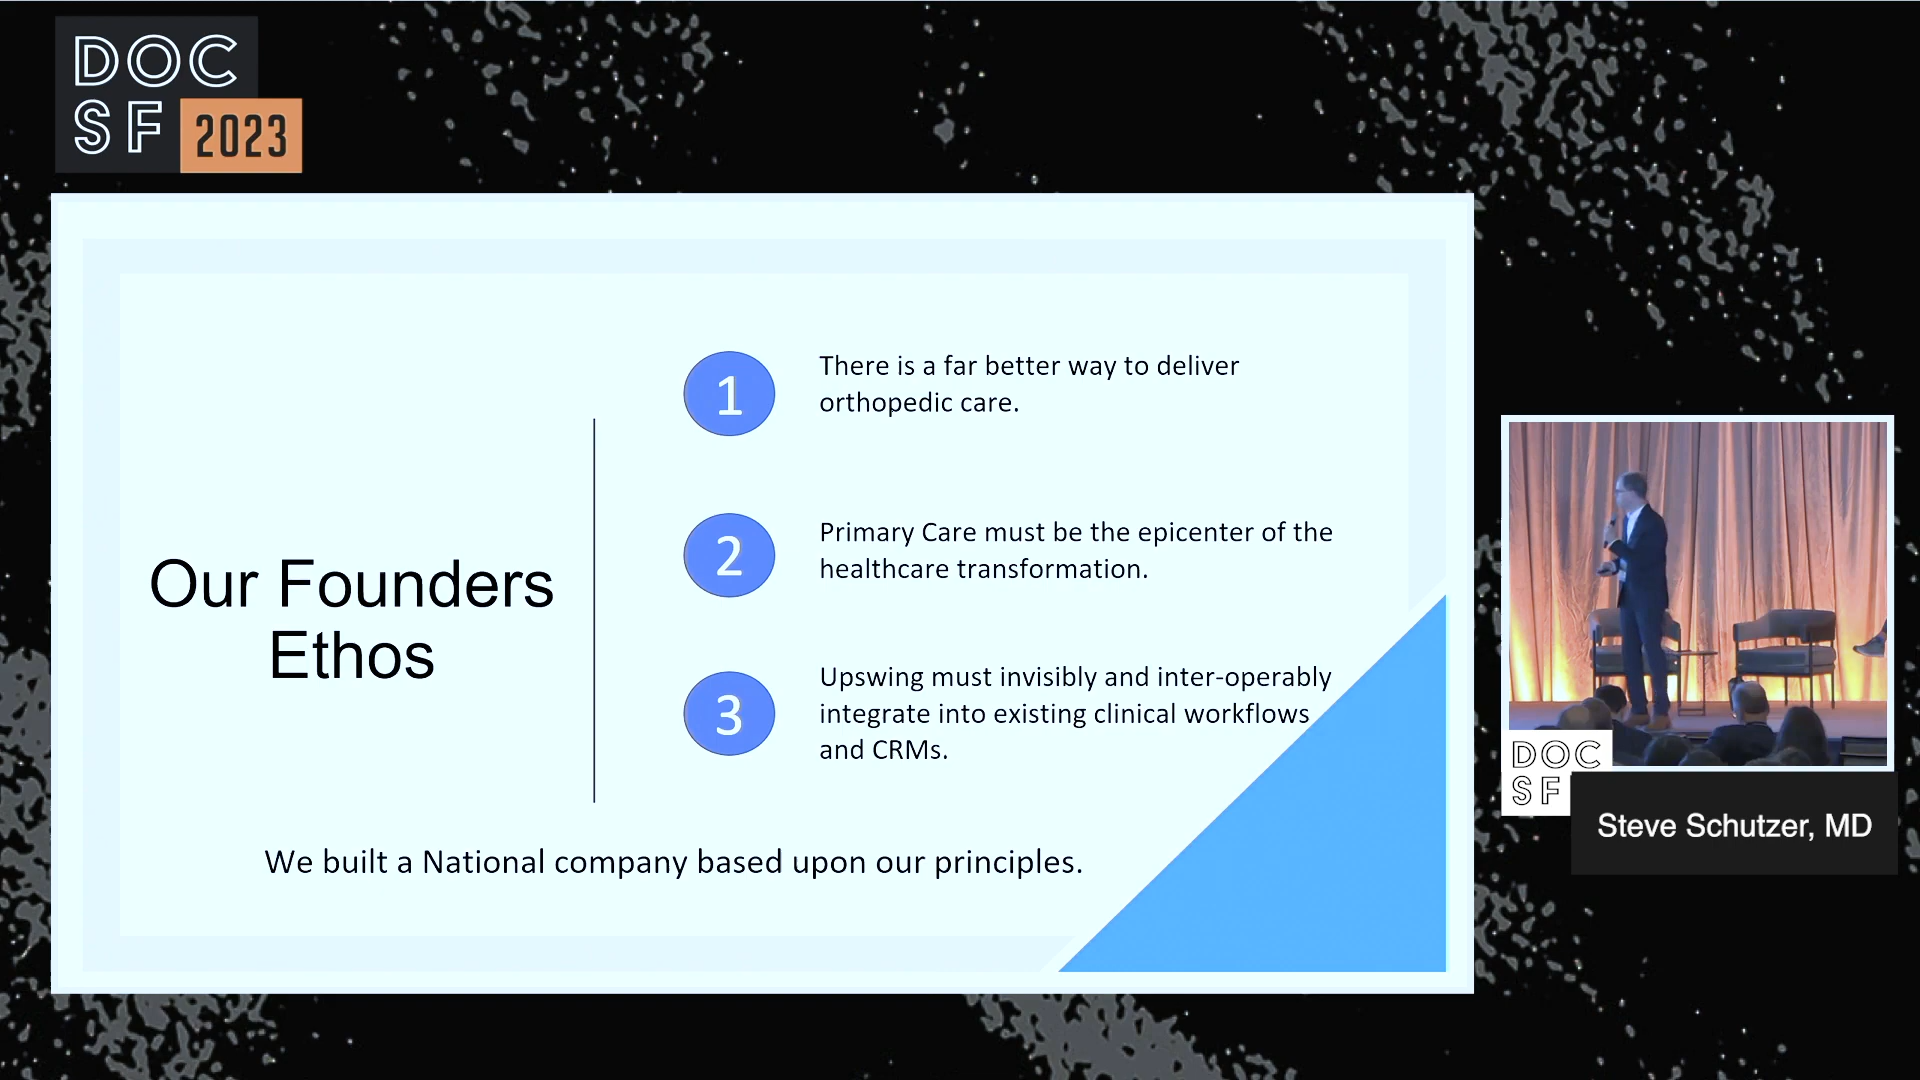 DOC
SF 2023
1
There is a far better way to deliver
orthopedic care.
2
Primary Care must be the epicenter of the
healthcare transformation.
Our Founders
Ethos
3
Upswing must invisibly and inter-operably
integrate into existing clinical workflows
and CRMs.
We built a National company based upon our principles.
DOC
SF
Steve Schutzer, MD